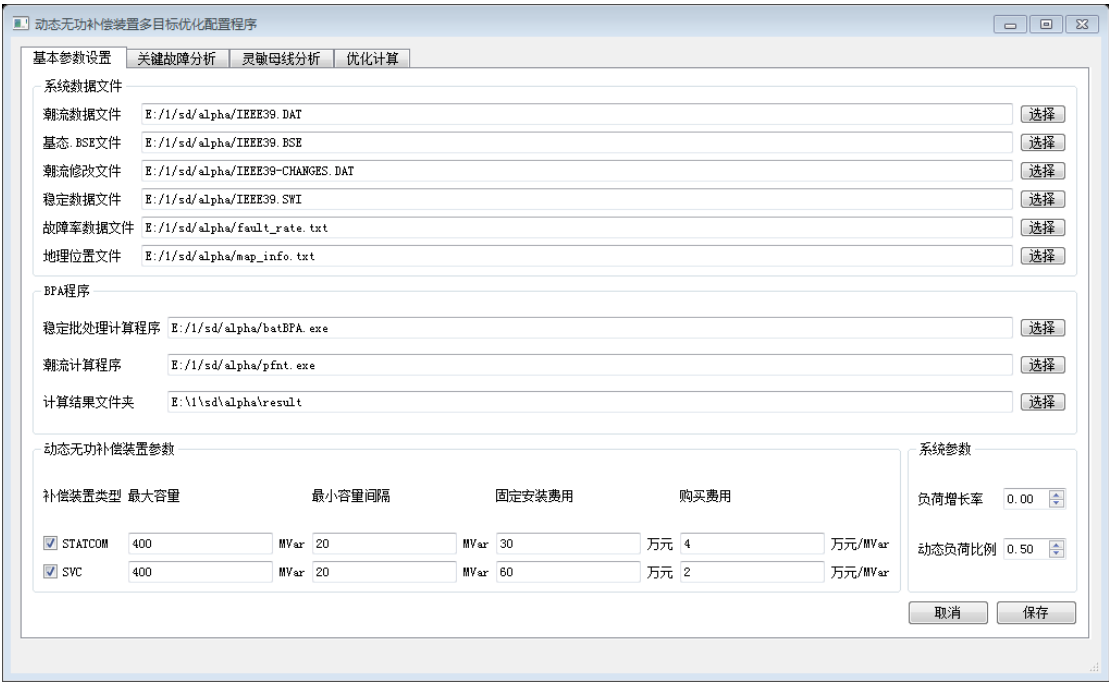 动态无功补偿装置多目标优化配置程序
基本参数设置 关键故障分析 灵敏母线分析 优化计算
系统数据文件
潮流数据文件 E:/1/sd/alpha/IEEE39.DAT 选择
基态.BSE文件 E:/1/sd/alpha/IEEE39.BSE 选择
潮流修改文件 E:/1/sd/alpha/IEEE39-CHANGES.DAT 选择
稳定数据文件 E:/1/sd/alpha/IEEE39.SWI 选择
故障率数据文件 E:/1/sd/alpha/fault_rate.txt 选择
地理位置文件 E:/1/sd/alpha/map_info.txt 选择
BPA程序
稳定批处理计算程序 E:/1/sd/alpha/batBPA.exe 选择
潮流计算程序 E:/1/sd/alpha/pfnt.exe 选择
计算结果文件夹 E:\1\sd\alpha\result 选择
动态无功补偿装置参数 系统参数
补偿装置类型 最大容量 最小容量间隔 固定安装费用 购买费用
负荷增长率 0.00
STATCOM 400 MVar 20 MVar 30 万元 4 万元/MVar
动态负荷比例 0.50
SVC 400 MVar 20 MVar 60 万元 2 万元/MVar
取消 保存